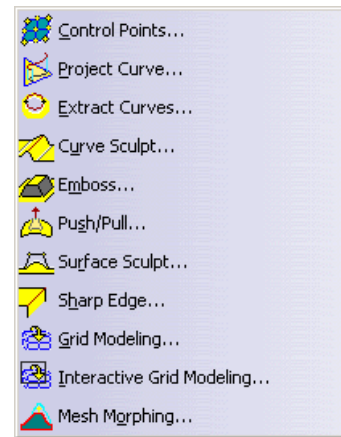 Control Points...
Project Curve...
Extract Curves...
Curve Sculpt...
Emboss...
Push/Pull...
Surface Sculpt...
Sharp Edge...
Grid Modeling...
Interactive Grid Modeling...
Mesh Morphing...